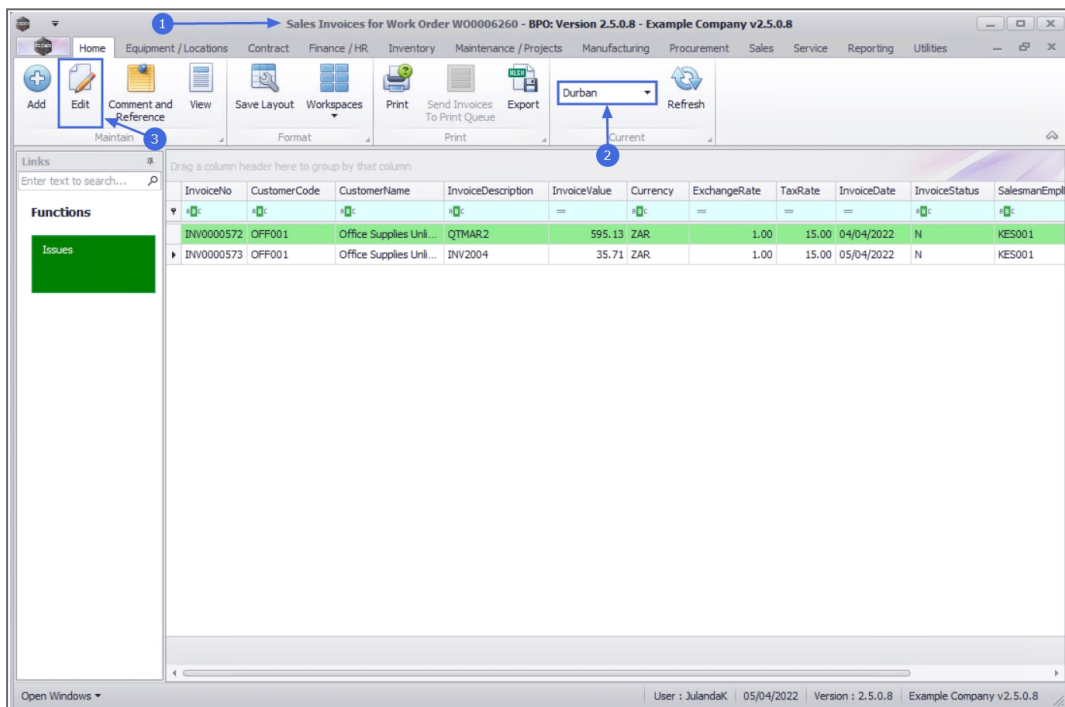 1
Sales Invoices for Work Order WO0006260 - BPO: Version 2.5.0.8 - Example Company v2.5.0.8
Home Equipment / Locations Contract Finance / HR Inventory Maintenance / Projects Manufacturing Procurement Sales Service Reporting Utilities
Add Edit Comment and Reference View Save Layout Workspaces Print Send Invoices To Print Queue Export Durban Refresh
Maintain 3 Format Print Current
2
Links
Drag a column header here to group by that column
Enter text to search...
InvoiceNo CustomerCode CustomerName InvoiceDescription InvoiceValue Currency ExchangeRate TaxRate InvoiceDate InvoiceStatus SalesmanEmpl
Functions
INV0000572 OFF001 Office Supplies Unli... QTMAR2 595.13 ZAR 1.00 15.00 04/04/2022 N KES001
Issues
INV0000573 OFF001 Office Supplies Unli... INV2004 35.71 ZAR 1.00 15.00 05/04/2022 N KES001
Open Windows User : JulandaK 05/04/2022 Version : 2.5.0.8 Example Company v2.5.0.8